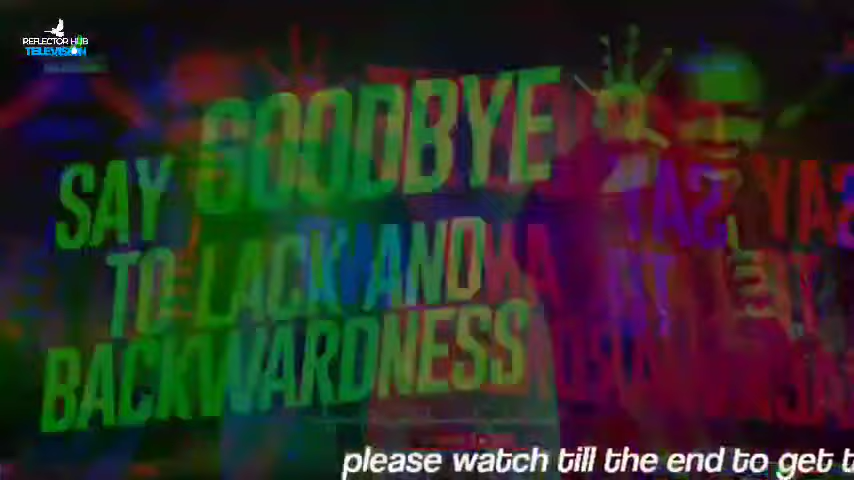 REFLECTOR HUB
TELEVISION
GOODBYE
SAY
TO LACK AND
BACKWARDNESS
please watch till the end to get t